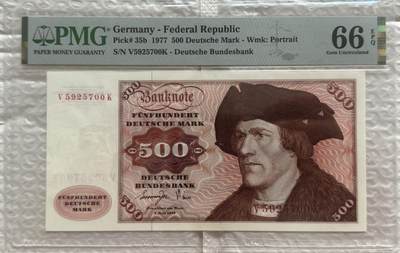 PMG
PAPER MONEY GUARANTY
Germany - Federal Republic
Pick# 35b 1977 500 Deutsche Mark - Wmk: Portrait
S/N V5925700K - Deutsche Bundesbank
66 EPQ
Gem Uncirculated
V5925700K
500
Banknote
FÜNFHUNDERT
DEUTSCHE MARK
500
DEUTSCHE
BUNDESBANK
FÜNFHUNDERT
DEUTSCHE
MARK
500
500